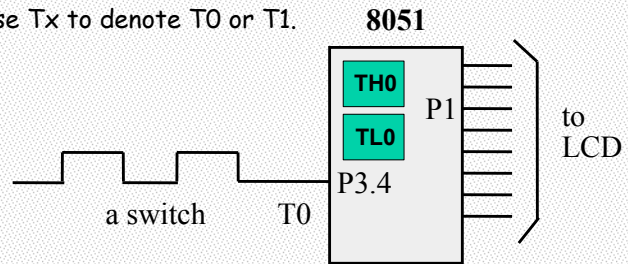 se Tx to denote T0 or T1.
8051
TH0
TL0
P1
to
LCD
P3.4
a switch
T0